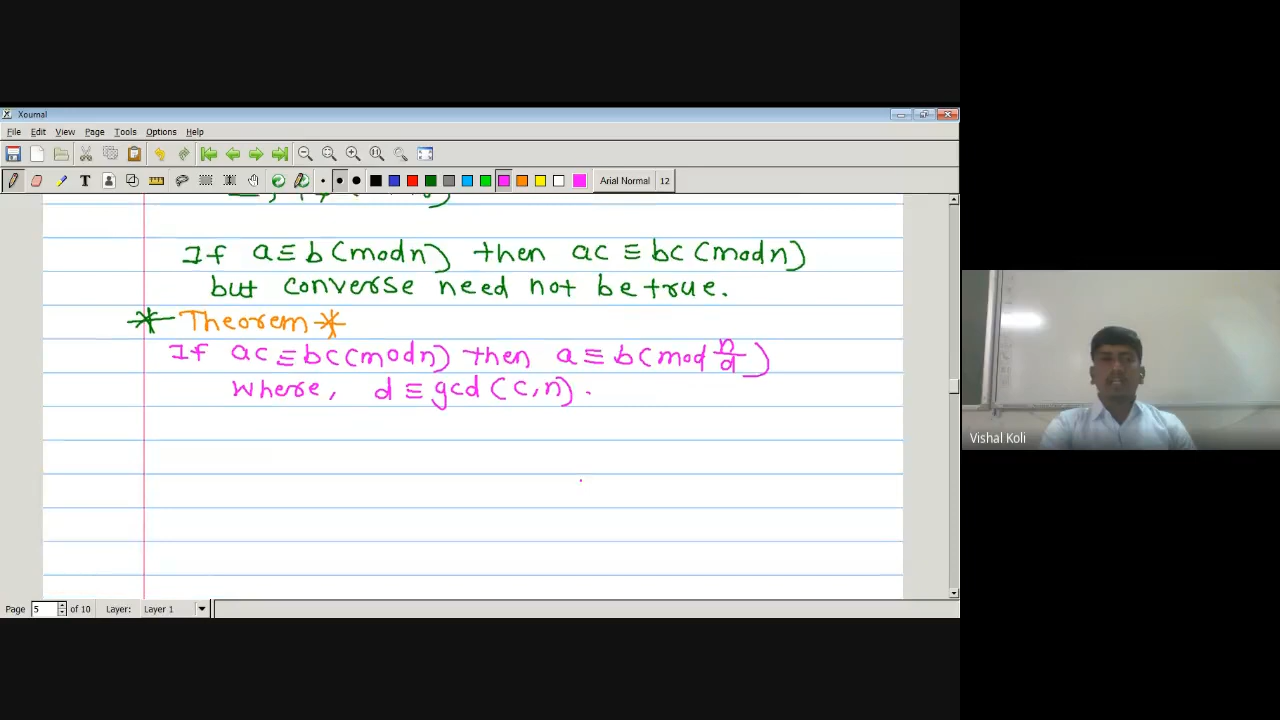 Xournal
File Edit View Page Tools Options Help
Arial Normal 12
If a ≡ b (mod n) then ac ≡ bc (mod n)
but converse need not be true.
* Theorem *
If ac ≡ bc (mod n) then a ≡ b (mod n/d)
where, d ≡ gcd (c, n).
Vishal Koli
Page 5 of 10 Layer: Layer 1